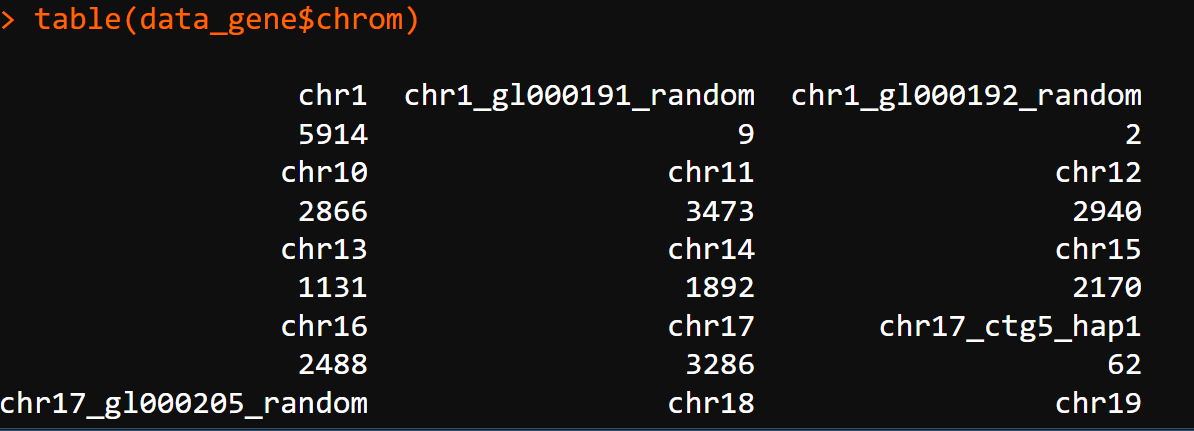 > table(data_gene$chrom)
chr1 chr1_gl000191_random chr1_gl000192_random
5914 9 2
chr10 chr11 chr12
2866 3473 2940
chr13 chr14 chr15
1131 1892 2170
chr16 chr17 chr17_ctg5_hap1
2488 3286 62
chr17_gl000205_random chr18 chr19